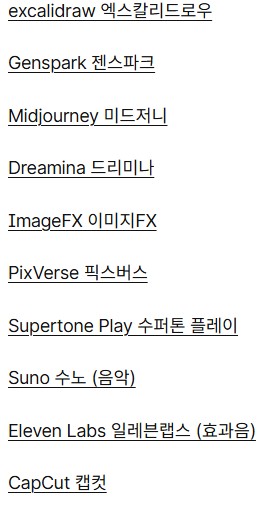 excalidraw 엑스칼리드로우
Genspark 젠스파크
Midjourney 미드저니
Dreamina 드리미나
ImageFX 이미지FX
PixVerse 픽스버스
Supertone Play 수퍼톤 플레이
Suno 수노 (음악)
Eleven Labs 일레븐랩스 (효과음)
CapCut 캡컷